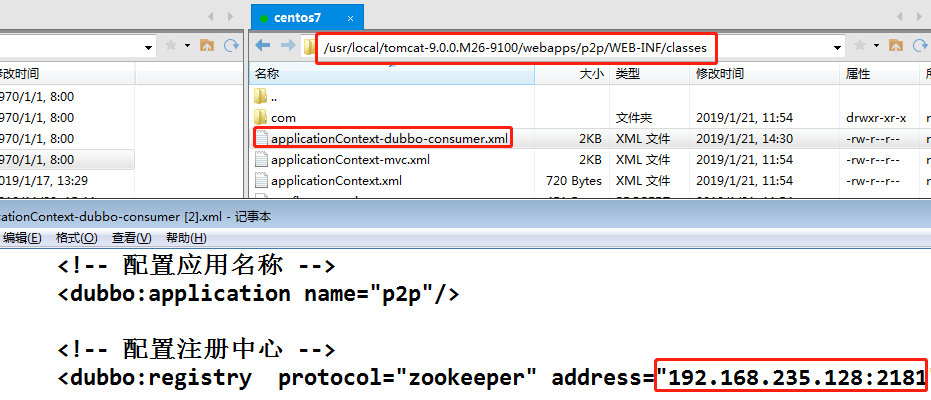 centos7
/usr/local/tomcat-9.0.0.M26-9100/webapps/p2p/WEB-INF/classes
修改时间
名称 大小 类型 修改时间 属性
970/1/1, 8:00
..
970/1/1, 8:00
com 文件夹 2019/1/21, 11:54 drwxr-xr-x
970/1/1, 8:00
applicationContext-dubbo-consumer.xml 2KB XML 文件 2019/1/21, 14:30 -rw-r--r--
970/1/1, 8:00
applicationContext-mvc.xml 2KB XML 文件 2019/1/21, 11:54 -rw-r--r--
2019/1/17, 13:29
applicationContext.xml 720 Bytes XML 文件 2019/1/21, 11:54 -rw-r--r--
cationContext-dubbo-consumer [2].xml - 记事本
编辑(E) 格式(O) 查看(V) 帮助(H)
<!-- 配置应用名称 -->
<dubbo:application name="p2p"/>
<!-- 配置注册中心 -->
<dubbo:registry protocol="zookeeper" address="192.168.235.128:2181"